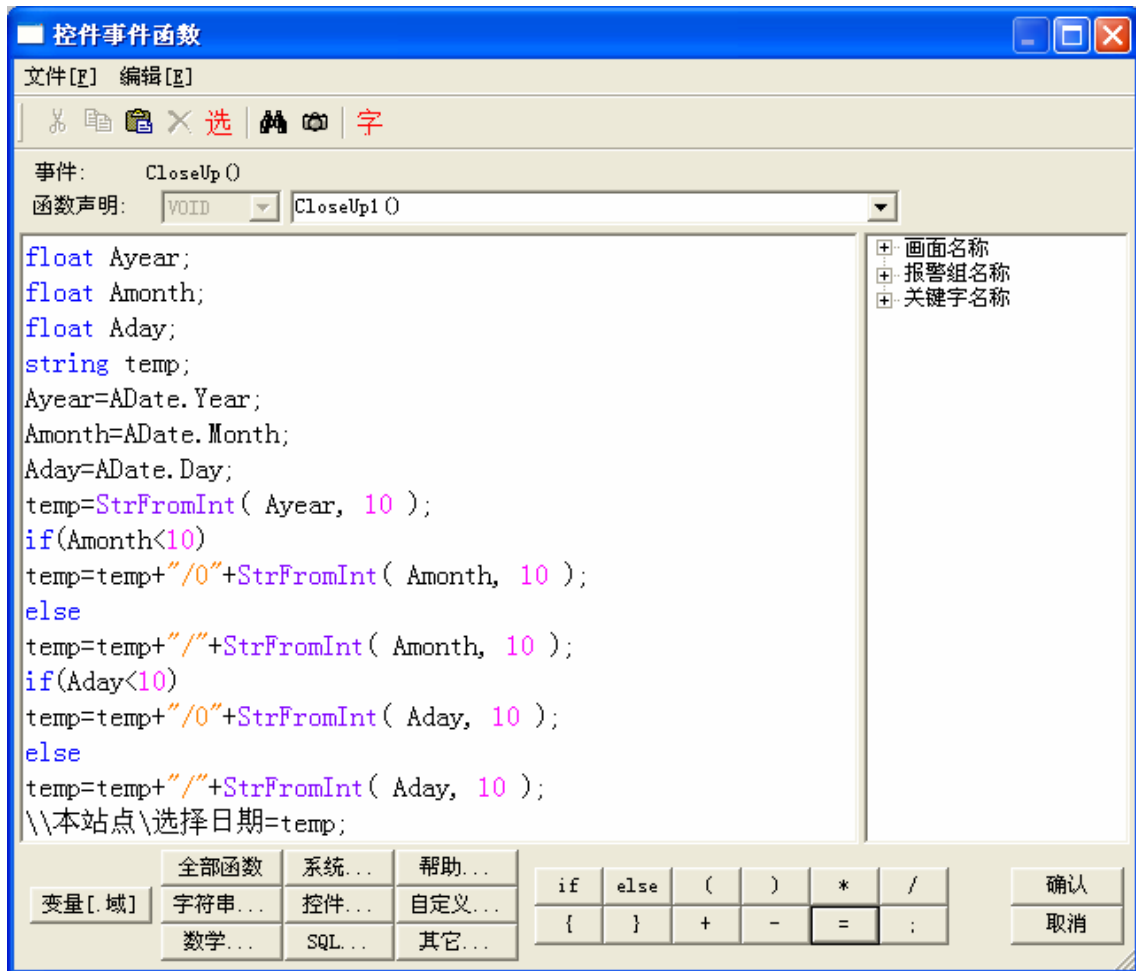 控件事件函数
文件[F] 编辑[E]
选 字
事件: CloseUp()
函数声明: VOID CloseUp1()
float Ayear;
float Amonth;
float Aday;
string temp;
Ayear=ADate.Year;
Amonth=ADate.Month;
Aday=ADate.Day;
temp=StrFromInt( Ayear, 10 );
if(Amonth<10)
temp=temp+"/0"+StrFromInt( Amonth, 10 );
else
temp=temp+"/"+StrFromInt( Amonth, 10 );
if(Aday<10)
temp=temp+"/0"+StrFromInt( Aday, 10 );
else
temp=temp+"/"+StrFromInt( Aday, 10 );
\\本站点\选择日期=temp;
画面名称
报警组名称
关键字名称
变量[.域]
全部函数 系统... 帮助...
字符串... 控件... 自定义...
数学... SQL... 其它...
if else ( ) * /
{ } + - = ;
确认
取消